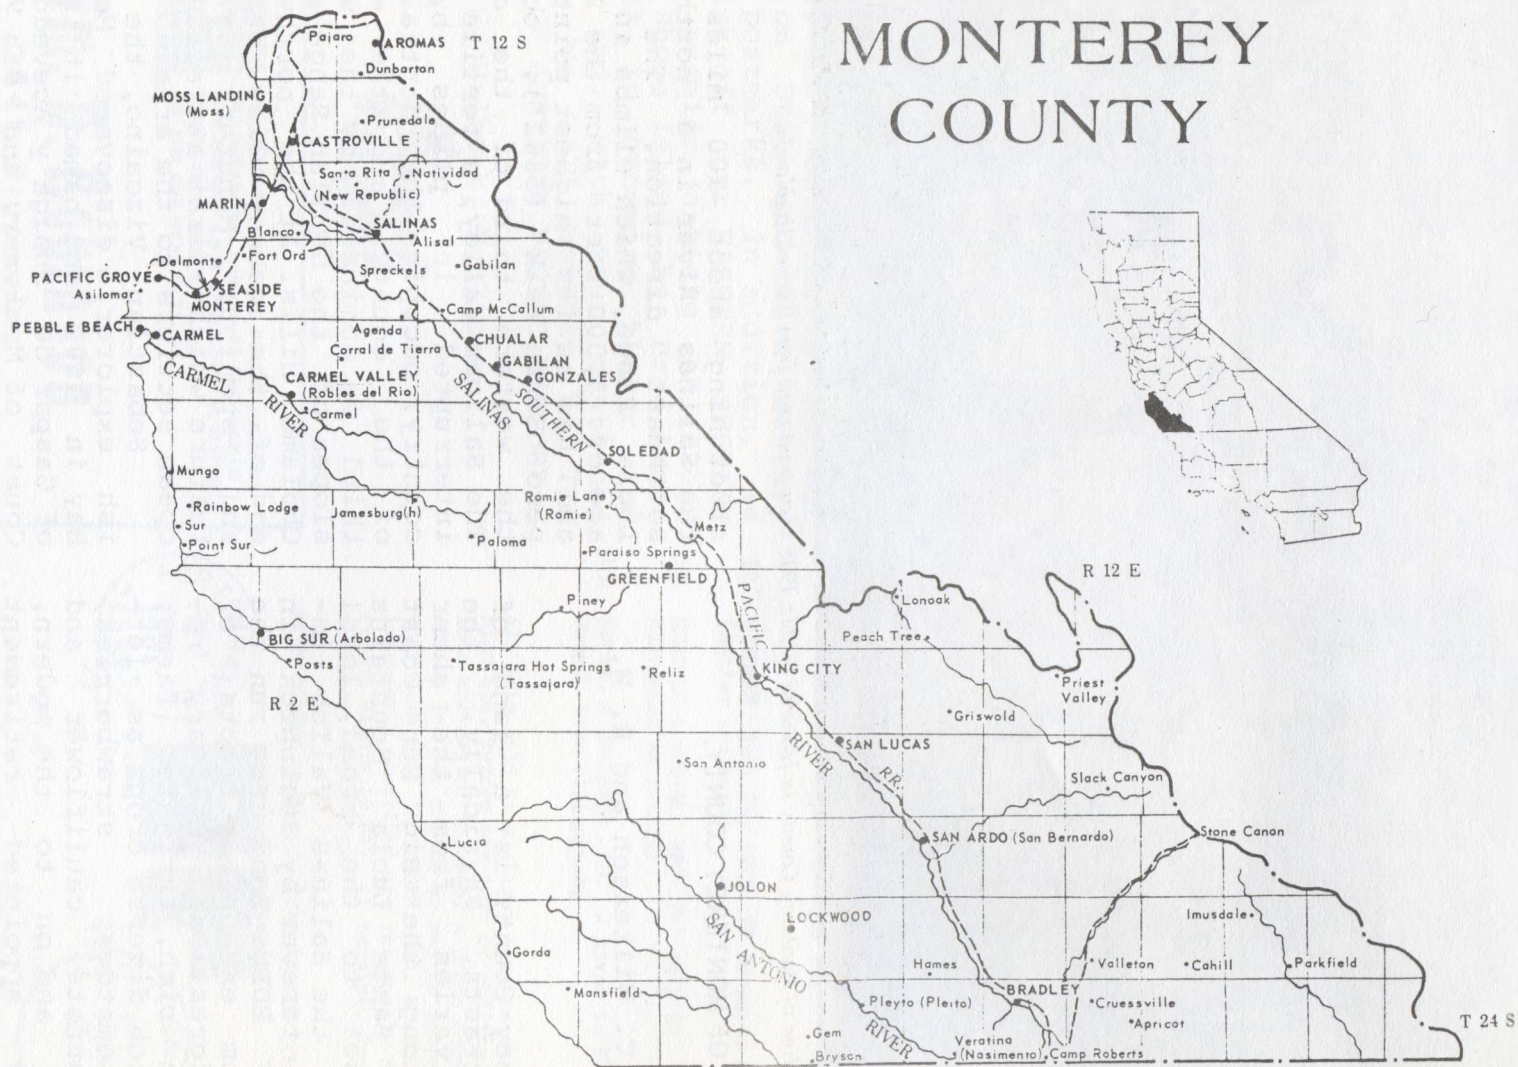 MONTEREY
COUNTY
Pajaro
AROMAS
T 12 S
Dunbarton
MOSS LANDING
(Moss)
Prunedale
CASTROVILLE
Santa Rita
Natividad
(New Republic)
MARINA
SALINAS
Blanco
Alisal
Fort Ord
Delmonte
Gabilan
Spreckels
PACIFIC GROVE
SEASIDE
Asilomar
MONTEREY
Camp McCallum
PEBBLE BEACH
CARMEL
Agenda
CHUALAR
Corral de Tierra
GABILAN
CARMEL
CARMEL VALLEY
(Robles del Rio)
GONZALES
SALINAS
SOUTHERN
RIVER
Carmel
SOLEDAD
Mungo
Romie Lane
(Romie)
Rainbow Lodge
Jamesburg(h)
Sur
Metz
Point Sur
Paloma
Paraiso Springs
GREENFIELD
R 12 E
PACIFIC
Piney
Lonoak
BIG SUR (Arbolado)
Peach Tree
Posts
Tassajara Hot Springs
(Tassajara)
Reliz
KING CITY
Priest
Valley
R 2 E
Griswold
RIVER
SAN LUCAS
San Antonio
RR.
Slack Canyon
Lucia
SAN ARDO (San Bernardo)
Stone Canon
JOLON
SAN ANTONIO
LOCKWOOD
Imusdale
Gorda
Hames
Valleton
Cahill
Parkfield
Mansfield
BRADLEY
Pleyto (Pleito)
Cruessville
Apricot
T 24 S
Gem
RIVER
Veratina
(Nasimento)
Camp Roberts
Bryson